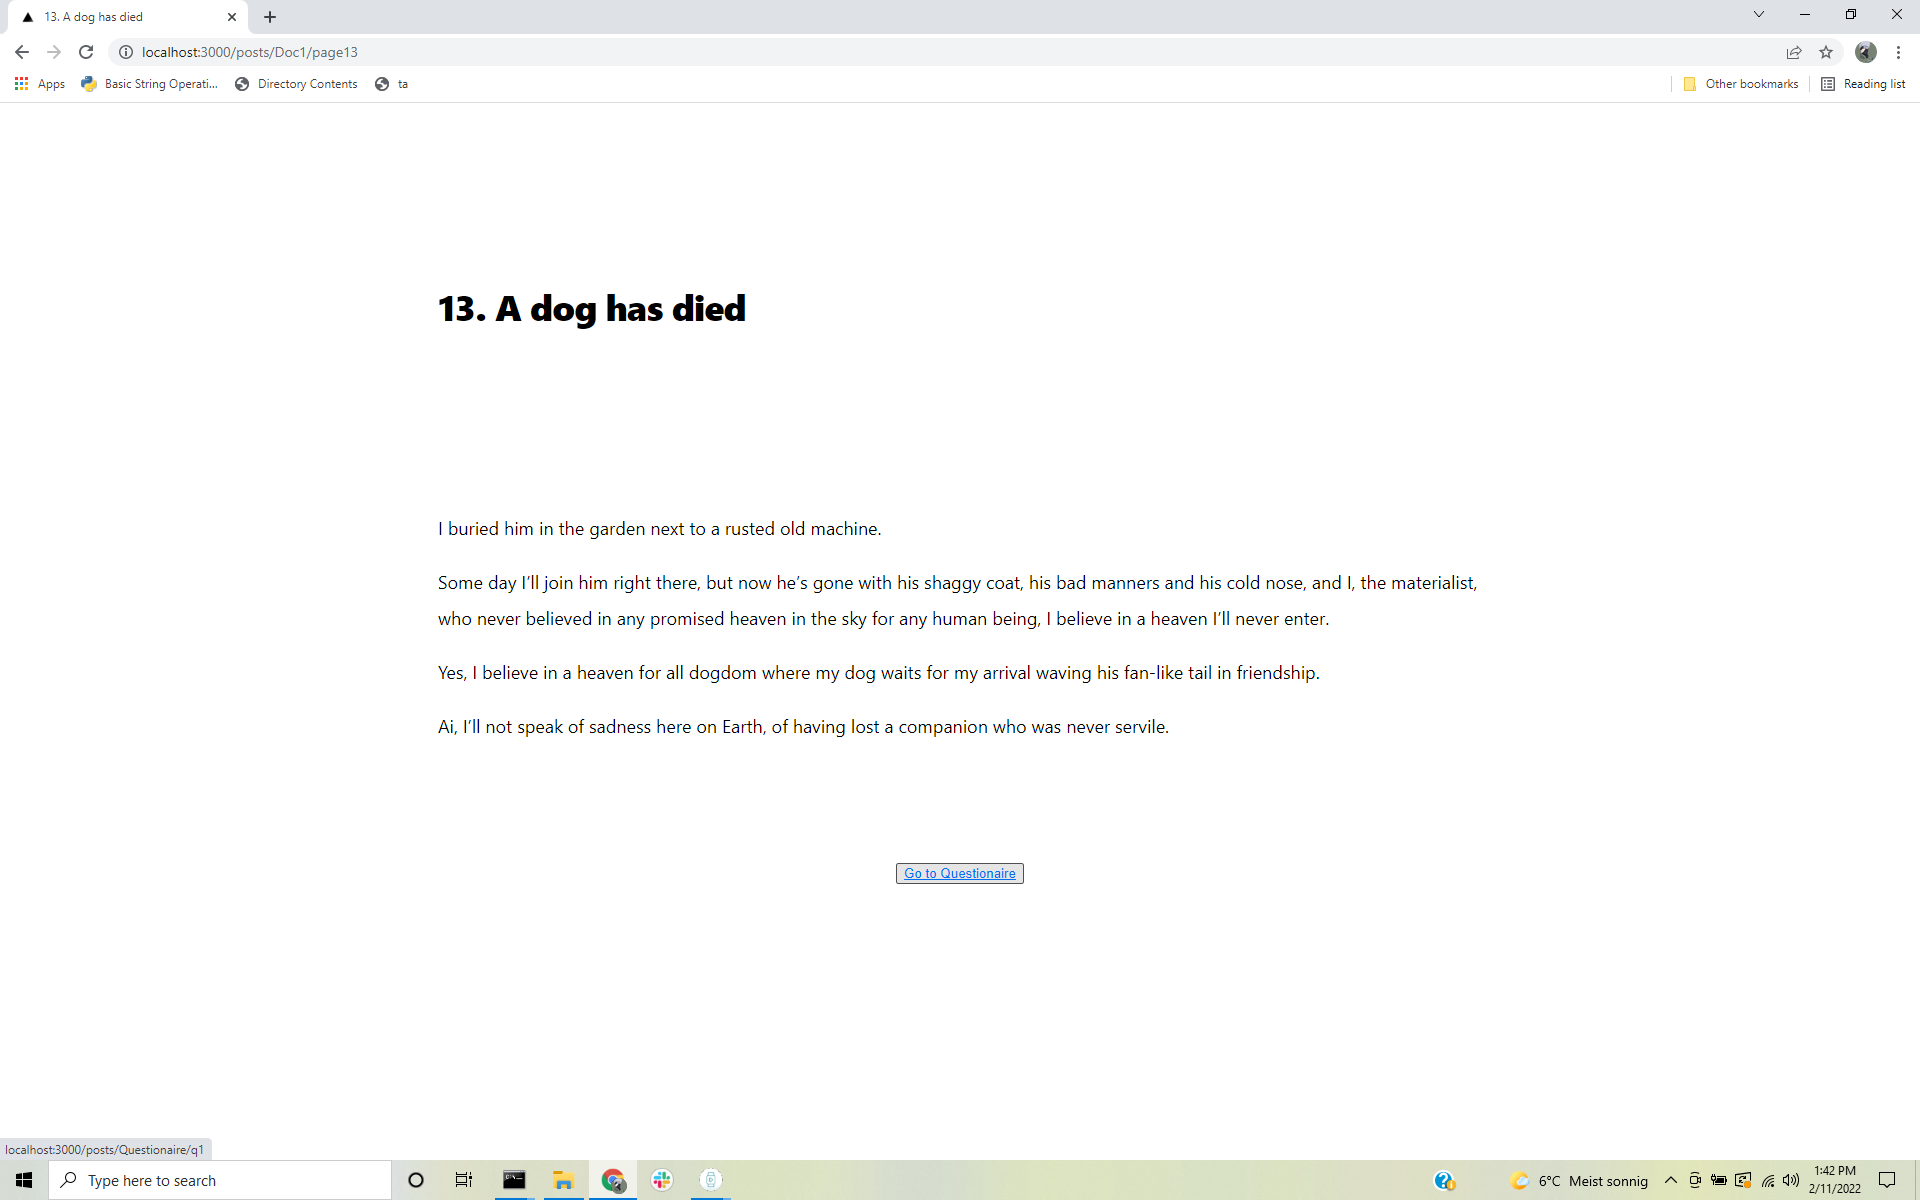 13. A dog has died
localhost:3000/posts/Doc1/page13
Apps
Basic String Operati...
Directory Contents
ta
Other bookmarks
Reading list
13. A dog has died
I buried him in the garden next to a rusted old machine.
Some day I’ll join him right there, but now he’s gone with his shaggy coat, his bad manners and his cold nose, and I, the materialist,
who never believed in any promised heaven in the sky for any human being, I believe in a heaven I’ll never enter.
Yes, I believe in a heaven for all dogdom where my dog waits for my arrival waving his fan-like tail in friendship.
Ai, I’ll not speak of sadness here on Earth, of having lost a companion who was never servile.
Go to Questionaire
localhost:3000/posts/Questionaire/q1
Type here to search
6°C Meist sonnig
1:42 PM
2/11/2022